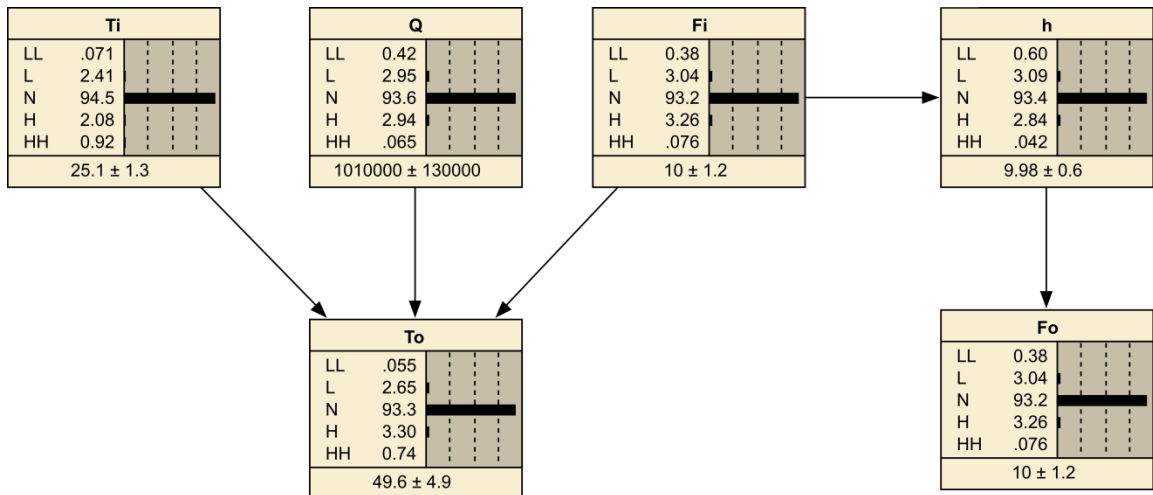 Ti
LL .071
L 2.41
N 94.5
H 2.08
HH 0.92
25.1 ± 1.3
Q
LL 0.42
L 2.95
N 93.6
H 2.94
HH .065
1010000 ± 130000
Fi
LL 0.38
L 3.04
N 93.2
H 3.26
HH .076
10 ± 1.2
h
LL 0.60
L 3.09
N 93.4
H 2.84
HH .042
9.98 ± 0.6
To
LL .055
L 2.65
N 93.3
H 3.30
HH 0.74
49.6 ± 4.9
Fo
LL 0.38
L 3.04
N 93.2
H 3.26
HH .076
10 ± 1.2